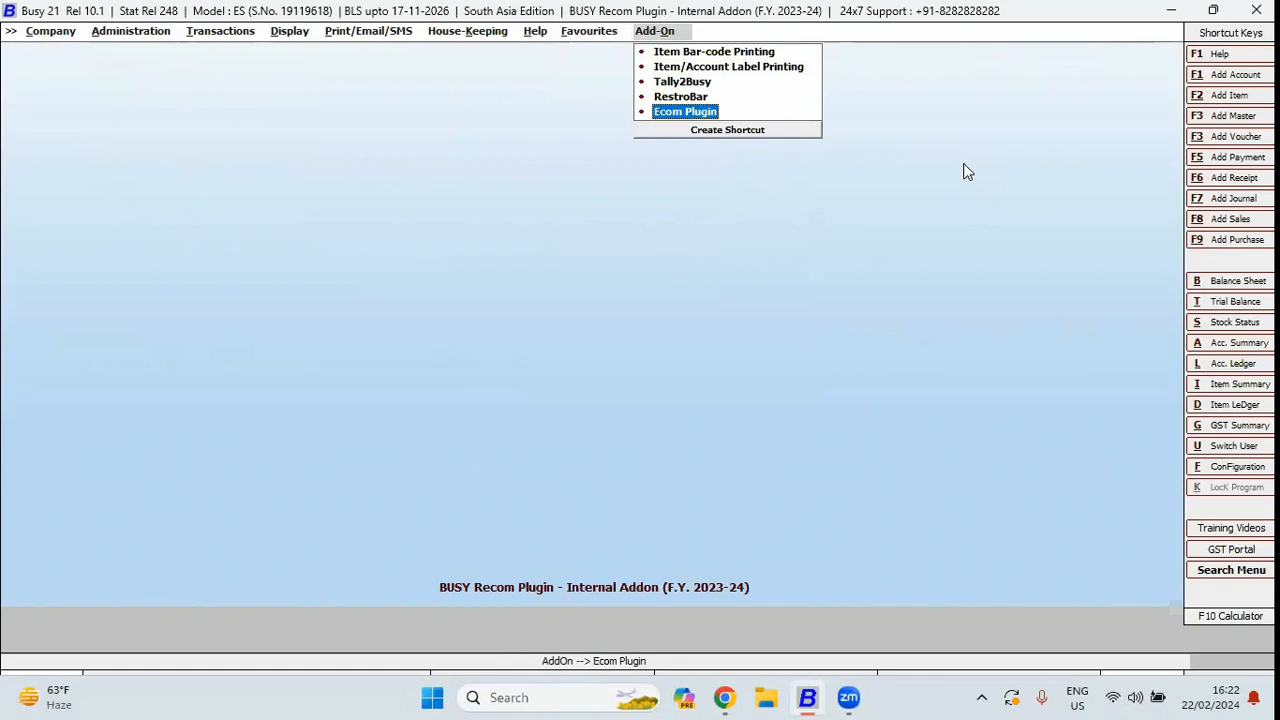 Busy 21 Rel 10.1 | Stat Rel 248 | Model : ES (S.No. 19119618) | BLS upto 17-11-2026 | South Asia Edition | BUSY Recom Plugin - Internal Addon (F.Y. 2023-24) | 24x7 Support : +91-8282828282
>> Company Administration Transactions Display Print/Email/SMS House-Keeping Help Favourites Add-On
Shortcut Keys
Item Bar-code Printing
Item/Account Label Printing
Tally2Busy
RestroBar
Ecom Plugin
Create Shortcut
F1 Help
F1 Add Account
F2 Add Item
F3 Add Master
F3 Add Voucher
F5 Add Payment
F6 Add Receipt
F7 Add Journal
F8 Add Sales
F9 Add Purchase
B Balance Sheet
T Trial Balance
S Stock Status
A Acc. Summary
L Acc. Ledger
I Item Summary
D Item LeDger
G GST Summary
U Switch User
F ConFiguration
K LocK Program
Training Videos
GST Portal
Search Menu
F10 Calculator
BUSY Recom Plugin - Internal Addon (F.Y. 2023-24)
AddOn --> Ecom Plugin
63°F
Haze
Search
PRE
zm
ENG
US
16:22
22/02/2024